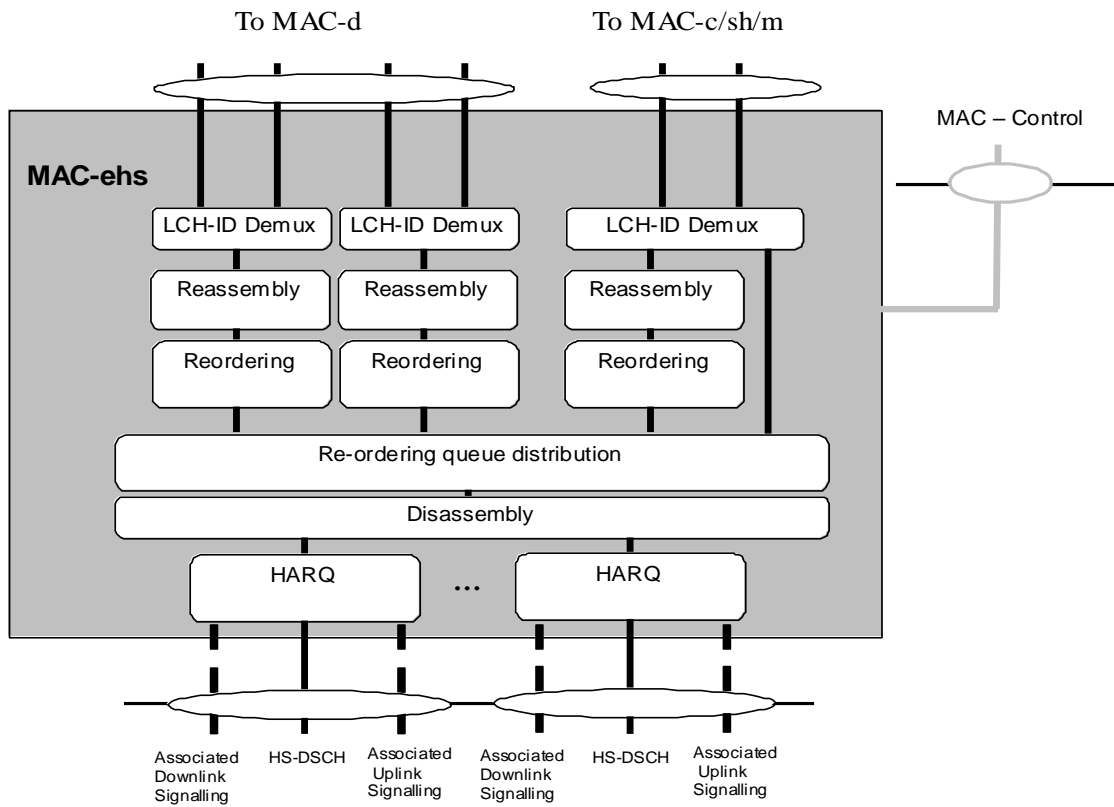 To MAC-d
To MAC-c/sh/m
MAC – Control
MAC-ehs
LCH-ID Demux
LCH-ID Demux
LCH-ID Demux
Reassembly
Reassembly
Reassembly
Reordering
Reordering
Reordering
Re-ordering queue distribution
Disassembly
HARQ
...
HARQ
Associated
Downlink
Signalling
HS-DSCH
Associated
Uplink
Signalling
Associated
Downlink
Signalling
HS-DSCH
Associated
Uplink
Signalling